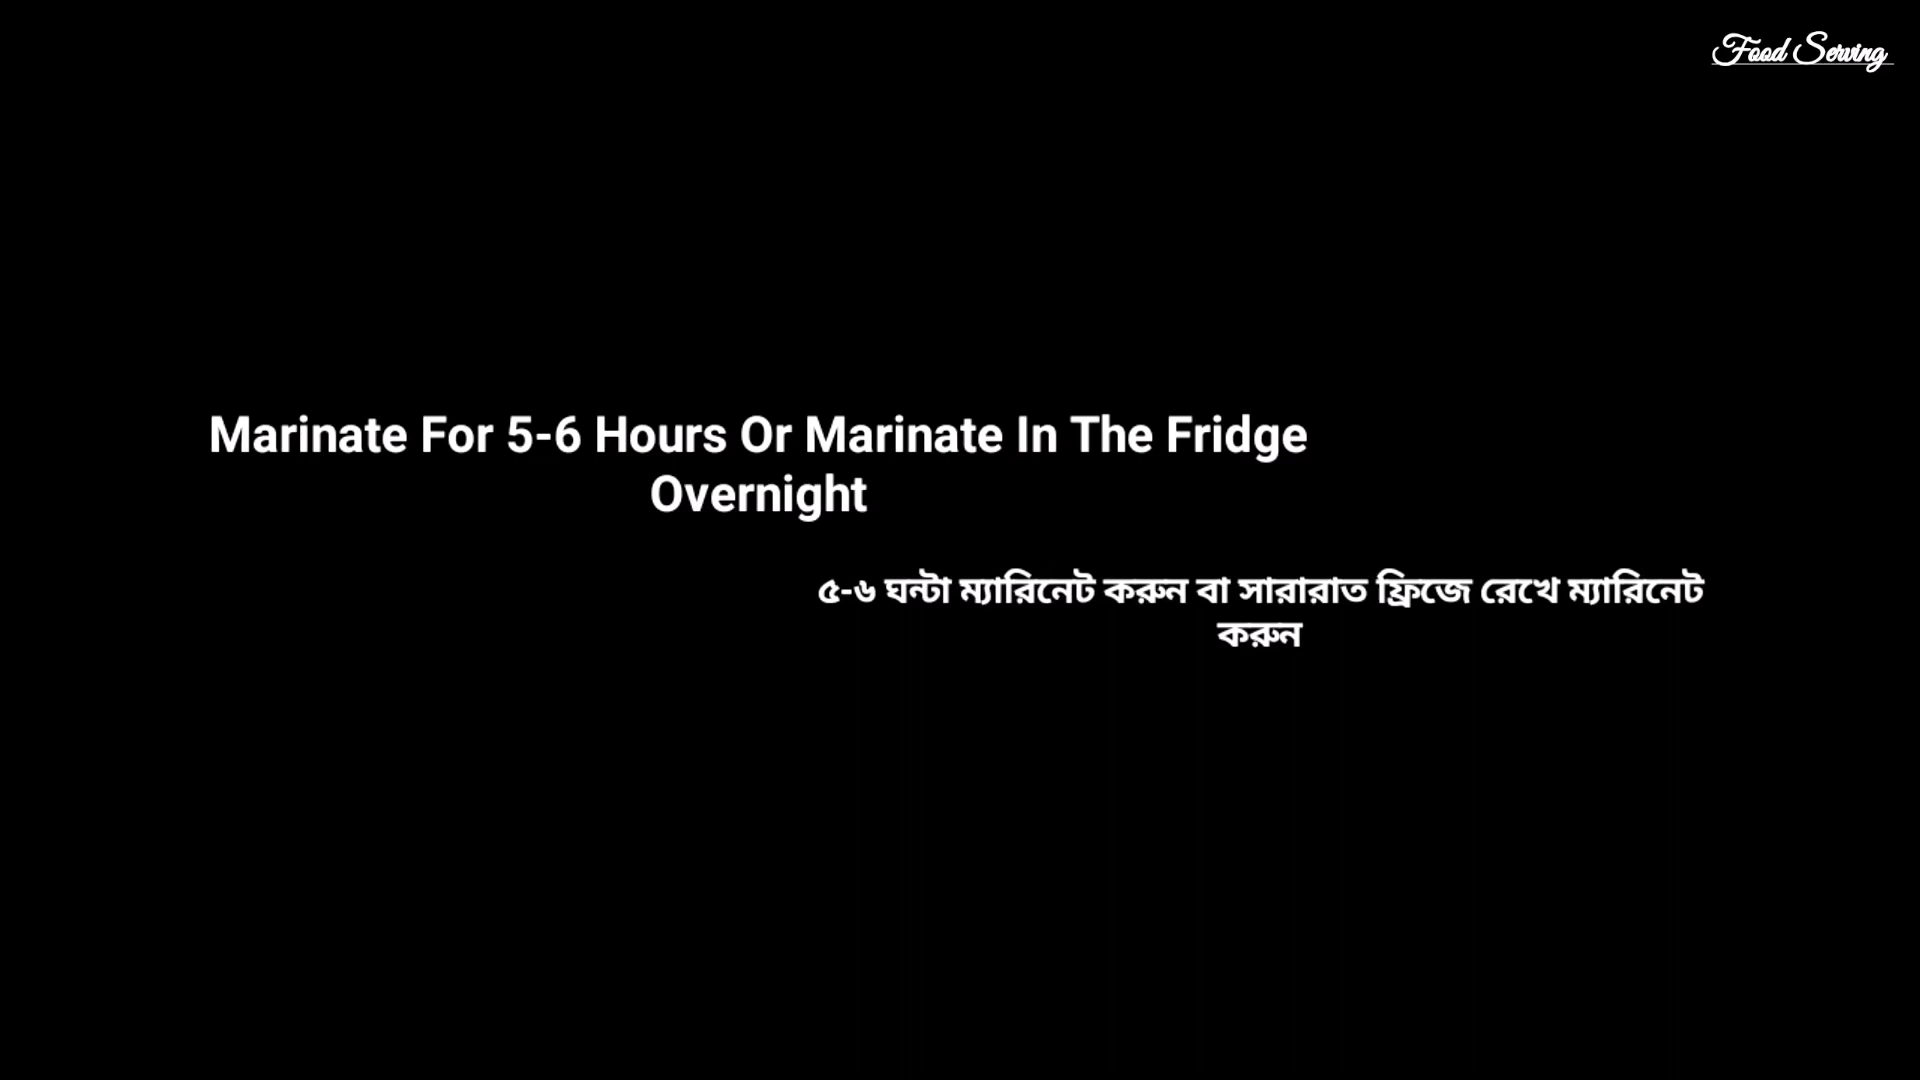 Food Serving
Marinate For 5-6 Hours Or Marinate In The Fridge
Overnight
৫-৬ ঘন্টা ম্যারিনেট করুন বা সারারাত ফ্রিজে রেখে ম্যারিনেট
করুন